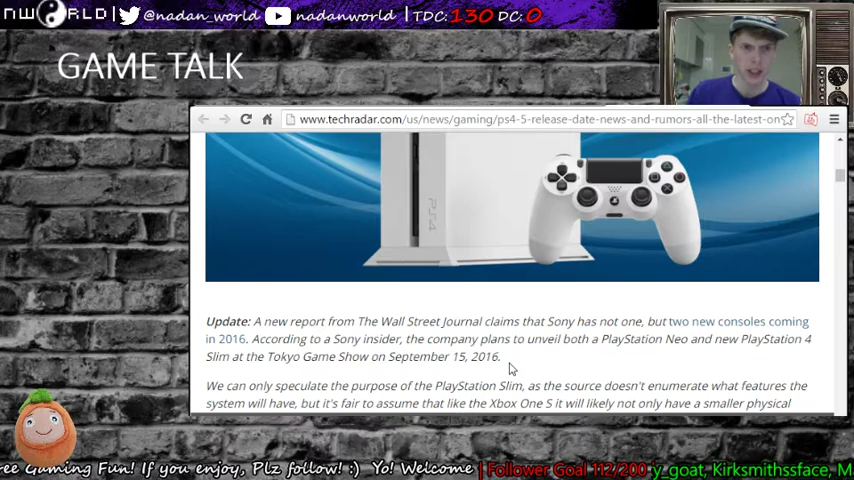 NW☯RLD | @nadan_world | nadanworld | TDC: 130 DC: 0
GAME TALK
www.techradar.com/us/news/gaming/ps4-5-release-date-news-and-rumors-all-the-latest-on
PS4
Update: A new report from The Wall Street Journal claims that Sony has not one, but two new consoles coming
in 2016. According to a Sony insider, the company plans to unveil both a PlayStation Neo and new PlayStation 4
Slim at the Tokyo Game Show on September 15, 2016.
We can only speculate the purpose of the PlayStation Slim, as the source doesn't enumerate what features the
system will have, but it's fair to assume that like the Xbox One S it will likely not only have a smaller physical
ree Gaming Fun! If you enjoy, Plz follow! :) Yo! Welcome | Follower Goal 112/200 y_goat, Kirksmithssface, M